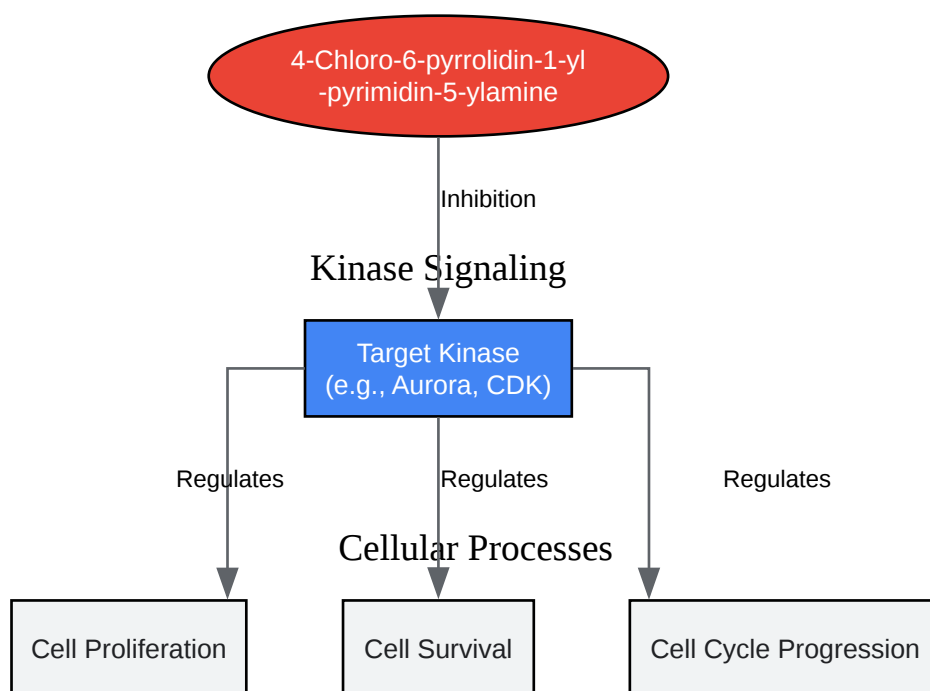 4-Chloro-6-pyrrolidin-1-yl
-pyrimidin-5-ylamine
Inhibition
Kinase Signaling
Target Kinase
(e.g., Aurora, CDK)
Regulates
Regulates
Regulates
Cellular Processes
Cell Proliferation
Cell Survival
Cell Cycle Progression